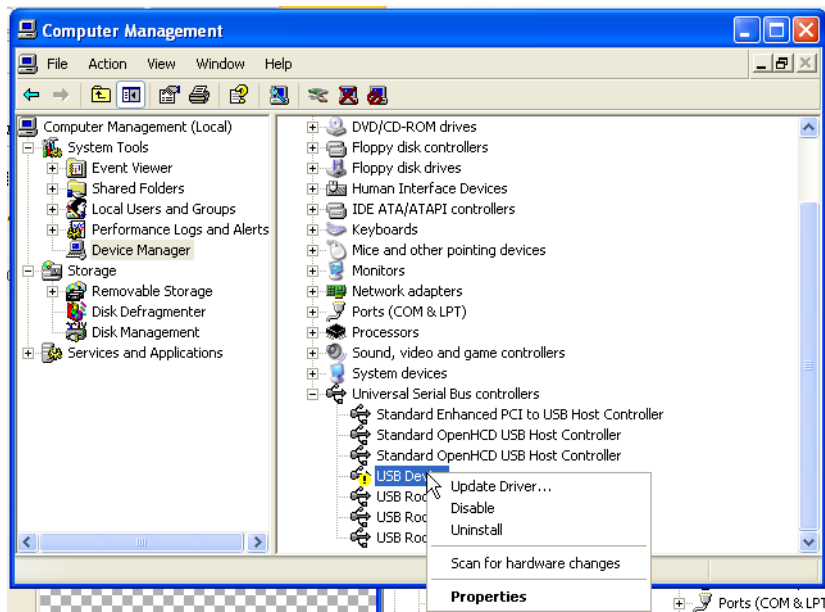 Computer Management
File Action View Window Help
Computer Management (Local)
System Tools
Event Viewer
Shared Folders
Local Users and Groups
Performance Logs and Alerts
Device Manager
Storage
Removable Storage
Disk Defragmenter
Disk Management
Services and Applications
DVD/CD-ROM drives
Floppy disk controllers
Floppy disk drives
Human Interface Devices
IDE ATA/ATAPI controllers
Keyboards
Mice and other pointing devices
Monitors
Network adapters
Ports (COM & LPT)
Processors
Sound, video and game controllers
System devices
Universal Serial Bus controllers
Standard Enhanced PCI to USB Host Controller
Standard OpenHCD USB Host Controller
Standard OpenHCD USB Host Controller
USB Dev
USB Roo
USB Roo
USB Roo
Update Driver...
Disable
Uninstall
Scan for hardware changes
Properties
Ports (COM & LPT